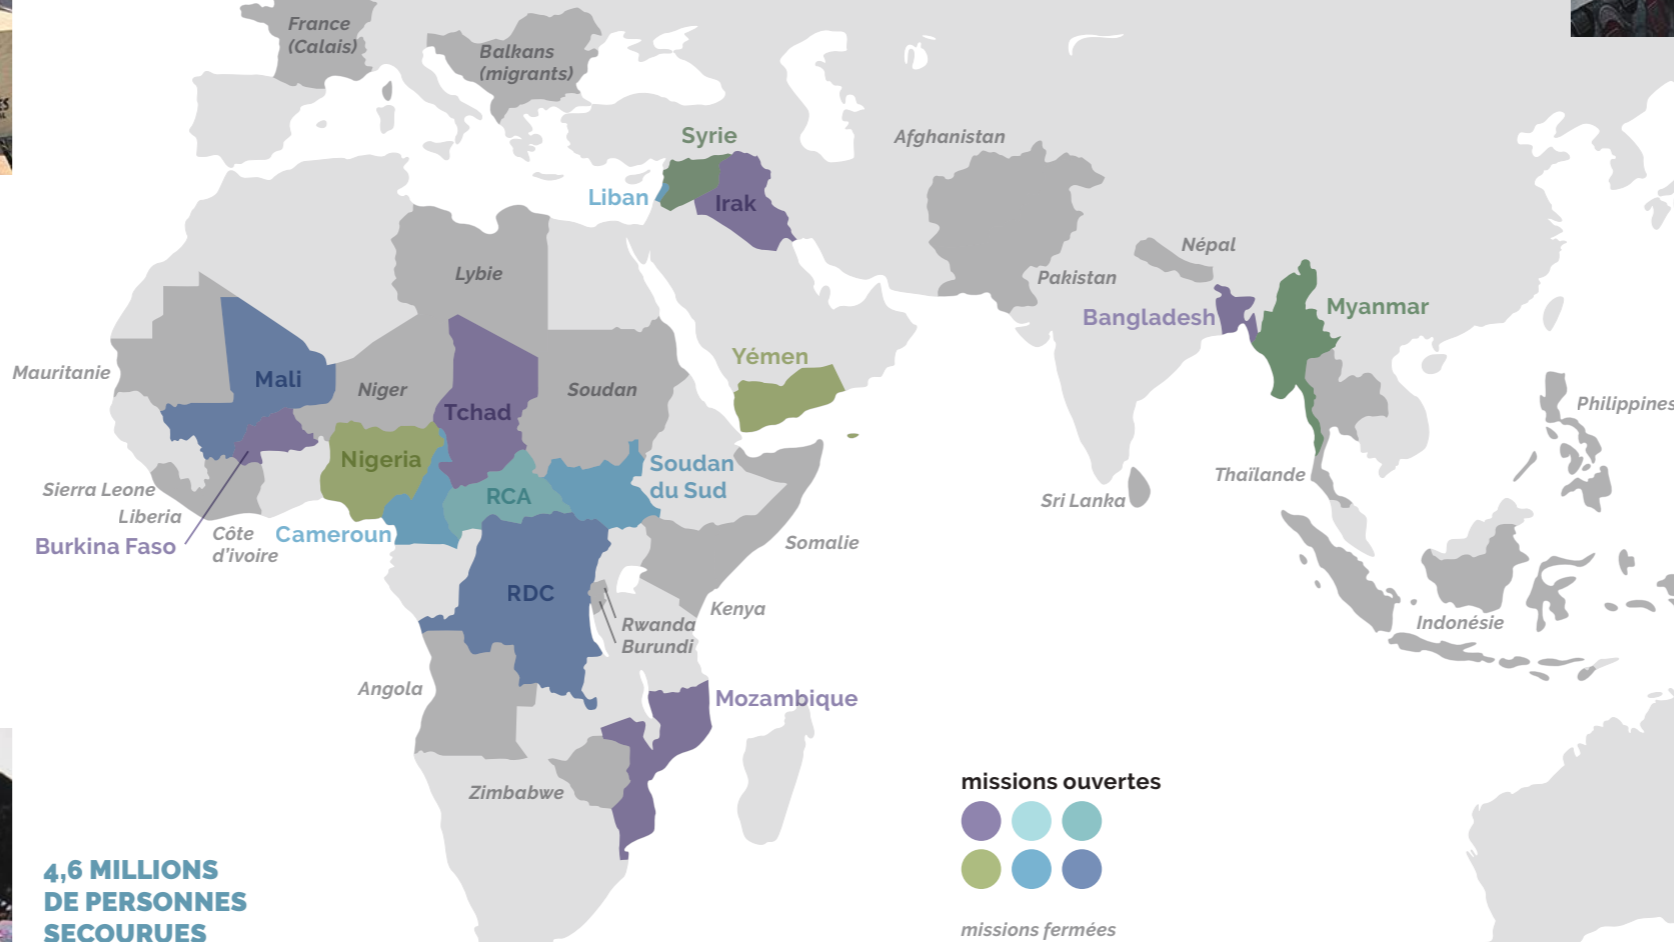 France
(Calais)
Balkans
(migrants)
Syrie
Afghanistan
Liban
Irak
Népal
Lybie
Pakistan
Myanmar
Bangladesh
Yémen
Mauritanie
Mali
Niger
Soudan
Philippines
Tchad
Nigeria
Soudan
du Sud
Thaïlande
Sierra Leone
RCA
Sri Lanka
Liberia
Côte
d'ivoire
Cameroun
Burkina Faso
Somalie
RDC
Kenya
Rwanda
Burundi
Indonésie
Angola
Mozambique
missions ouvertes
Zimbabwe
4,6 MILLIONS
DE PERSONNES
SECOURUES
missions fermées